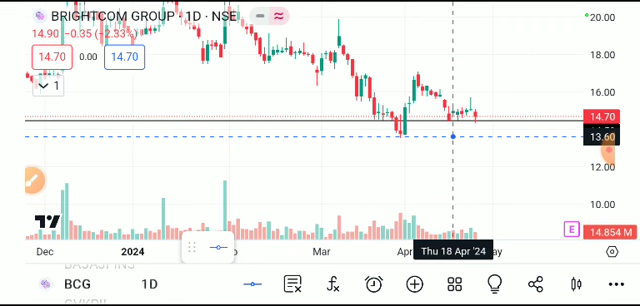 BRIGHTCOM GROUP · 1D · NSE
14.90 −0.35 (−2.33%)
14.70 0.00 14.70
1
20.00
18.00
16.00
14.70
13.60
12.00
10.00
E 14.854 M
Dec 2024 Mar Apr Thu 18 Apr '24
BCG 1D